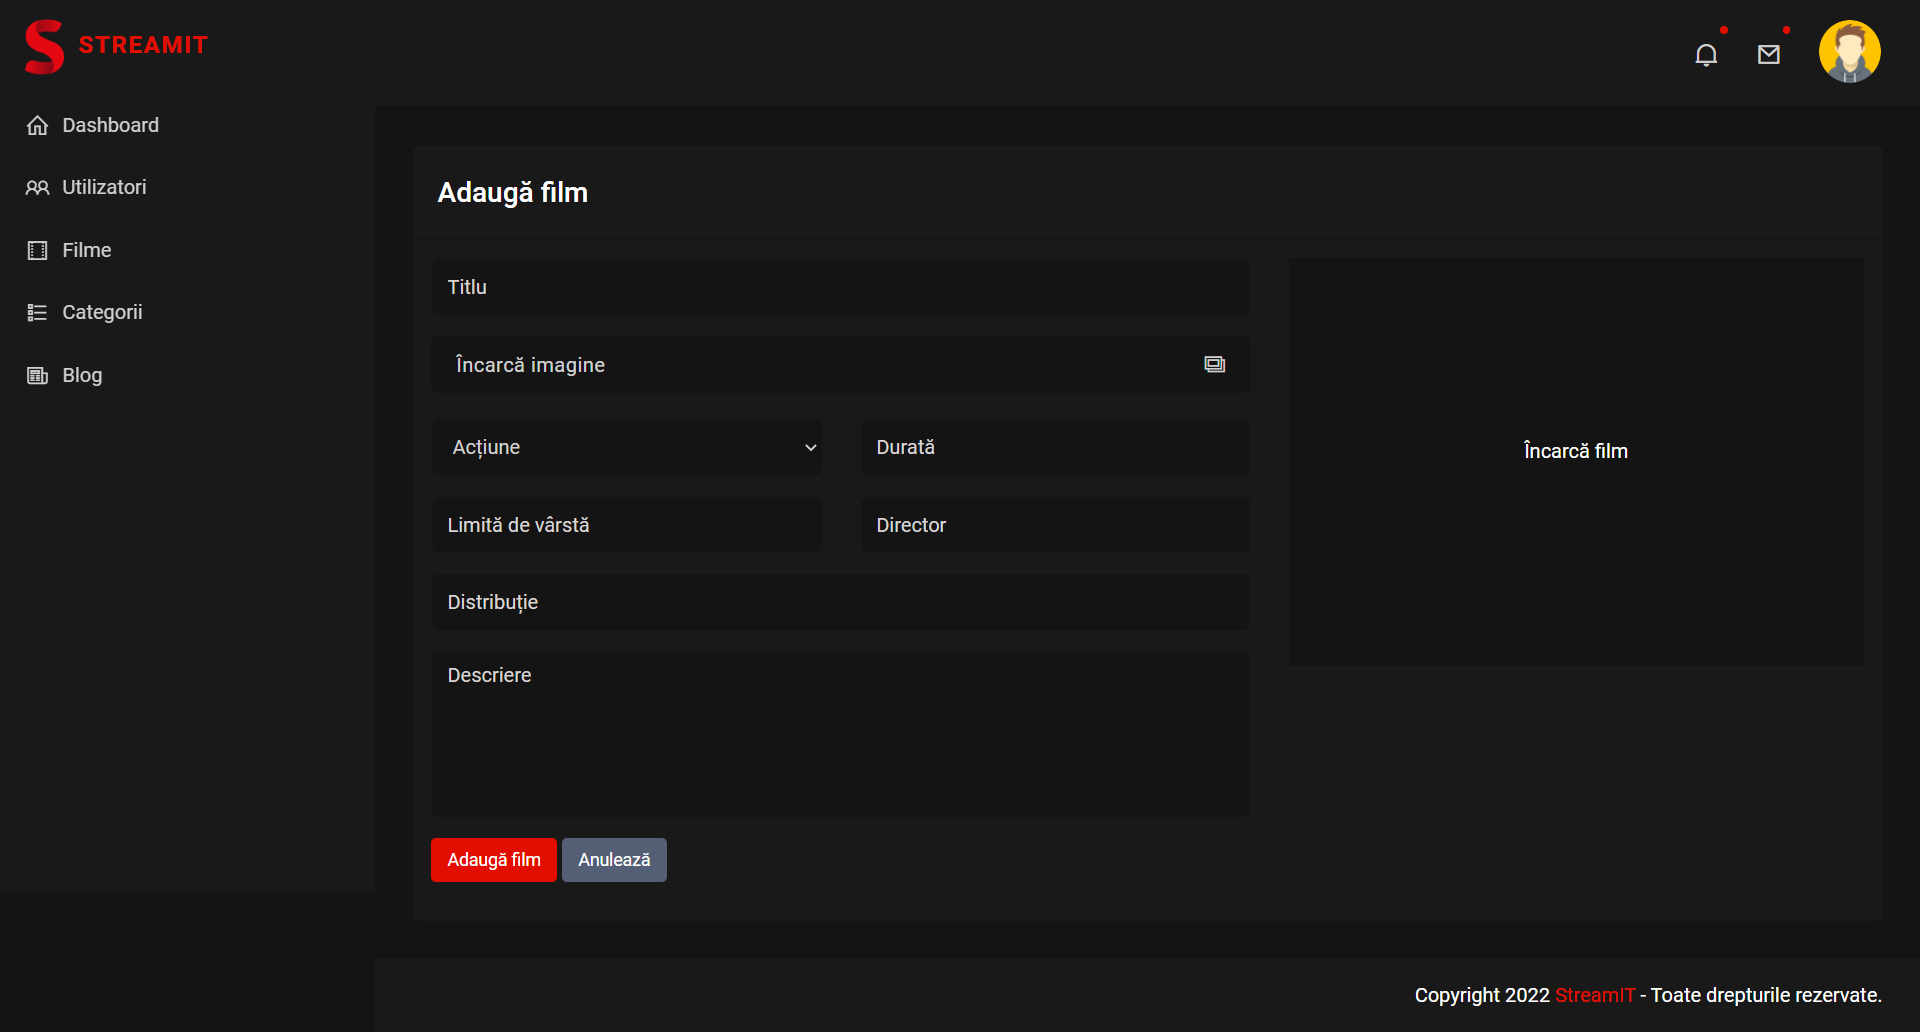 STREAMIT
Dashboard
Utilizatori
Filme
Categorii
Blog
Adaugă film
Titlu
Încarcă imagine
Acțiune
Durată
Limită de vârstă
Director
Distribuție
Descriere
Încarcă film
Adaugă film
Anulează
Copyright 2022 StreamIT - Toate drepturile rezervate.